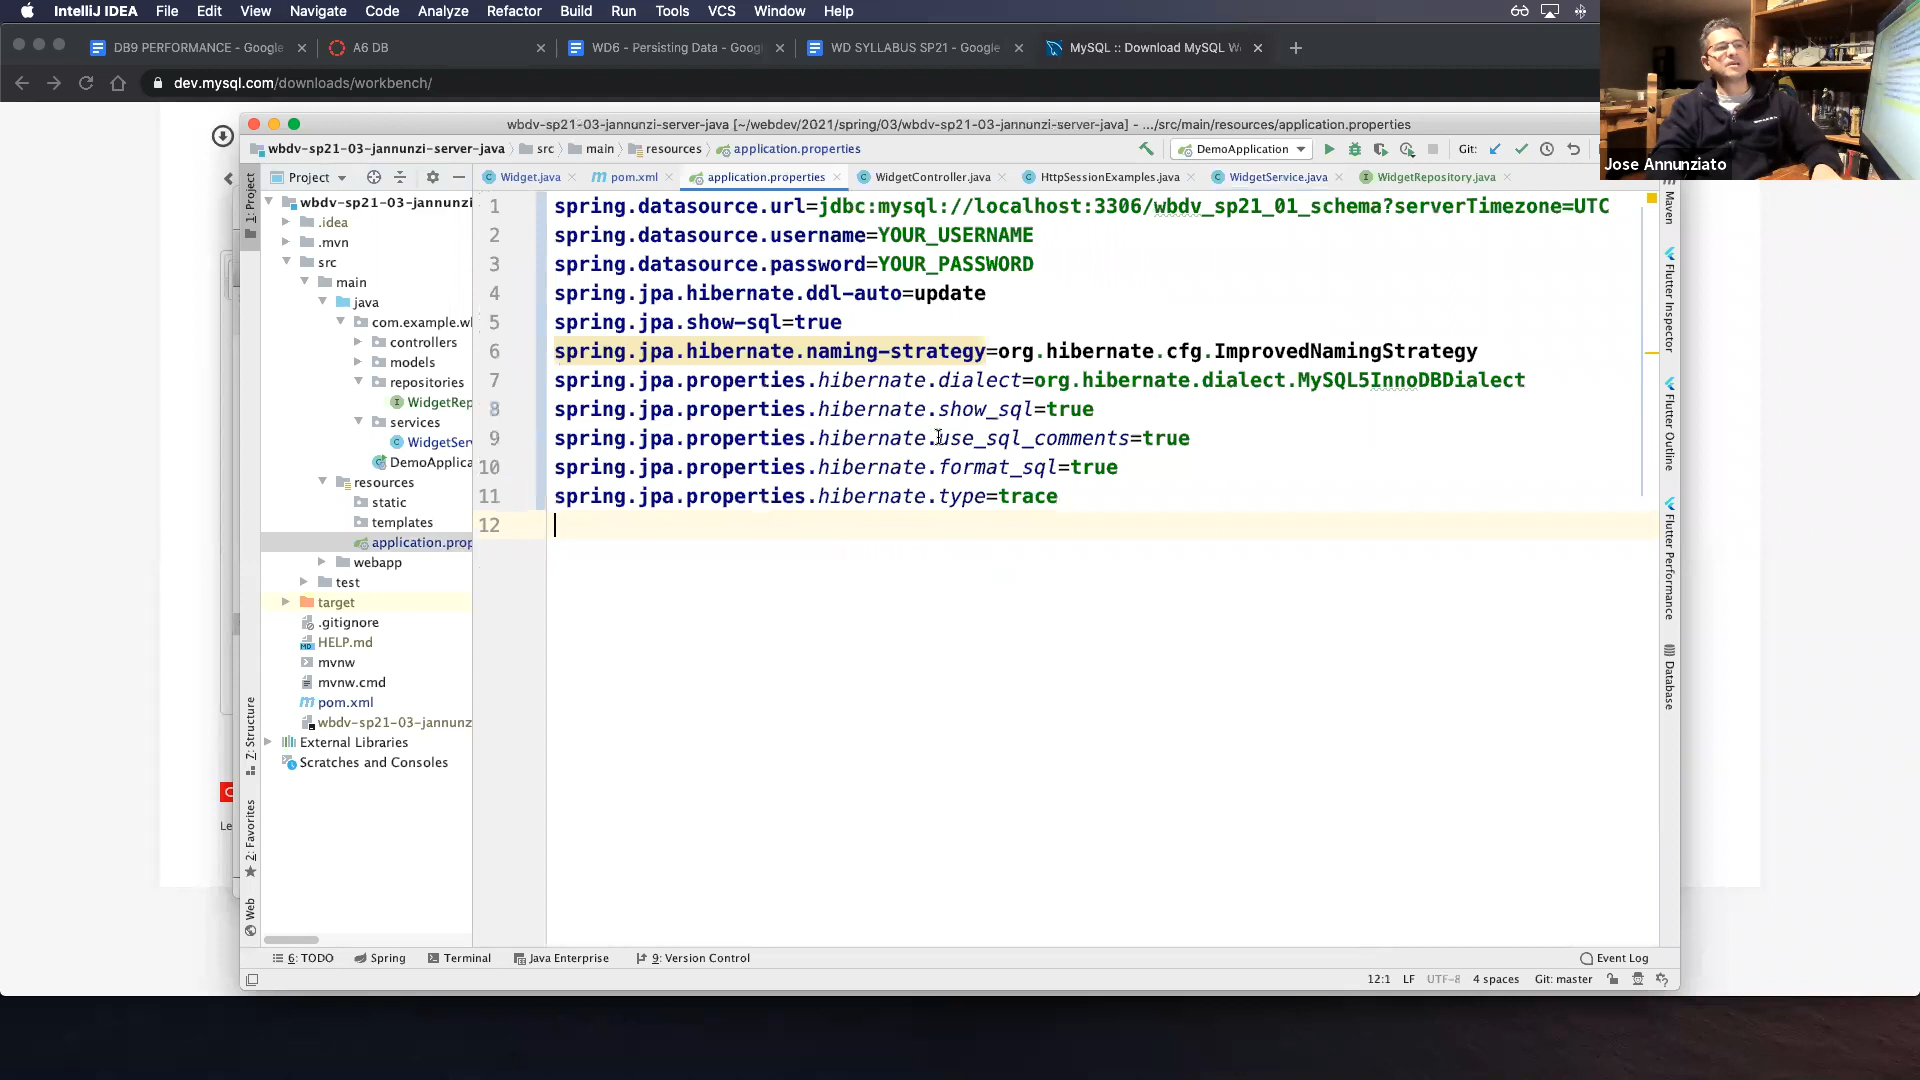 IntelliJ IDEA File Edit View Navigate Code Analyze Refactor Build Run Tools VCS Window Help
DB9 PERFORMANCE - Google
A6 DB
WD6 - Persisting Data - Goog
WD SYLLABUS SP21 - Google
MySQL :: Download MySQL W
dev.mysql.com/downloads/workbench/
Jose Annunziato
wbdv-sp21-03-jannunzi-server-java [~/webdev/2021/spring/03/wbdv-sp21-03-jannunzi-server-java] - .../src/main/resources/application.properties
wbdv-sp21-03-jannunzi-server-java src main resources application.properties
DemoApplication
Git:
Project
Widget.java
pom.xml
application.properties
WidgetController.java
HttpSessionExamples.java
WidgetService.java
WidgetRepository.java
1: Project
wbdv-sp21-03-jannunzi
.idea
.mvn
src
main
java
com.example.w
controllers
models
repositories
WidgetRep
services
WidgetSer
DemoApplica
resources
static
templates
application.prop
webapp
test
target
.gitignore
HELP.md
mvnw
mvnw.cmd
pom.xml
wbdv-sp21-03-jannunz
External Libraries
Scratches and Consoles
Z: Structure
2: Favorites
Web
Le
1 spring.datasource.url=jdbc:mysql://localhost:3306/wbdv_sp21_01_schema?serverTimezone=UTC
2 spring.datasource.username=YOUR_USERNAME
3 spring.datasource.password=YOUR_PASSWORD
4 spring.jpa.hibernate.ddl-auto=update
5 spring.jpa.show-sql=true
6 spring.jpa.hibernate.naming-strategy=org.hibernate.cfg.ImprovedNamingStrategy
7 spring.jpa.properties.hibernate.dialect=org.hibernate.dialect.MySQL5InnoDBDialect
8 spring.jpa.properties.hibernate.show_sql=true
9 spring.jpa.properties.hibernate.use_sql_comments=true
10 spring.jpa.properties.hibernate.format_sql=true
11 spring.jpa.properties.hibernate.type=trace
12
Maven
Flutter Inspector
Flutter Outline
Flutter Performance
Database
6: TODO
Spring
Terminal
Java Enterprise
9: Version Control
Event Log
12:1 LF UTF-8 4 spaces Git: master